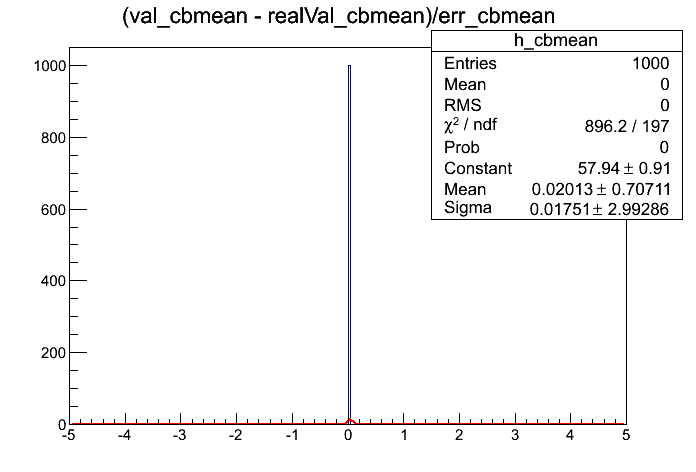 (val_cbmean - realVal_cbmean)/err_cbmean
h_cbmean
Entries 1000
Mean 0
RMS 0
χ² / ndf 896.2 / 197
Prob 0
Constant 57.94 ± 0.91
Mean 0.02013 ± 0.70711
Sigma 0.01751 ± 2.99286
1000
800
600
400
200
0
-5 -4 -3 -2 -1 0 1 2 3 4 5